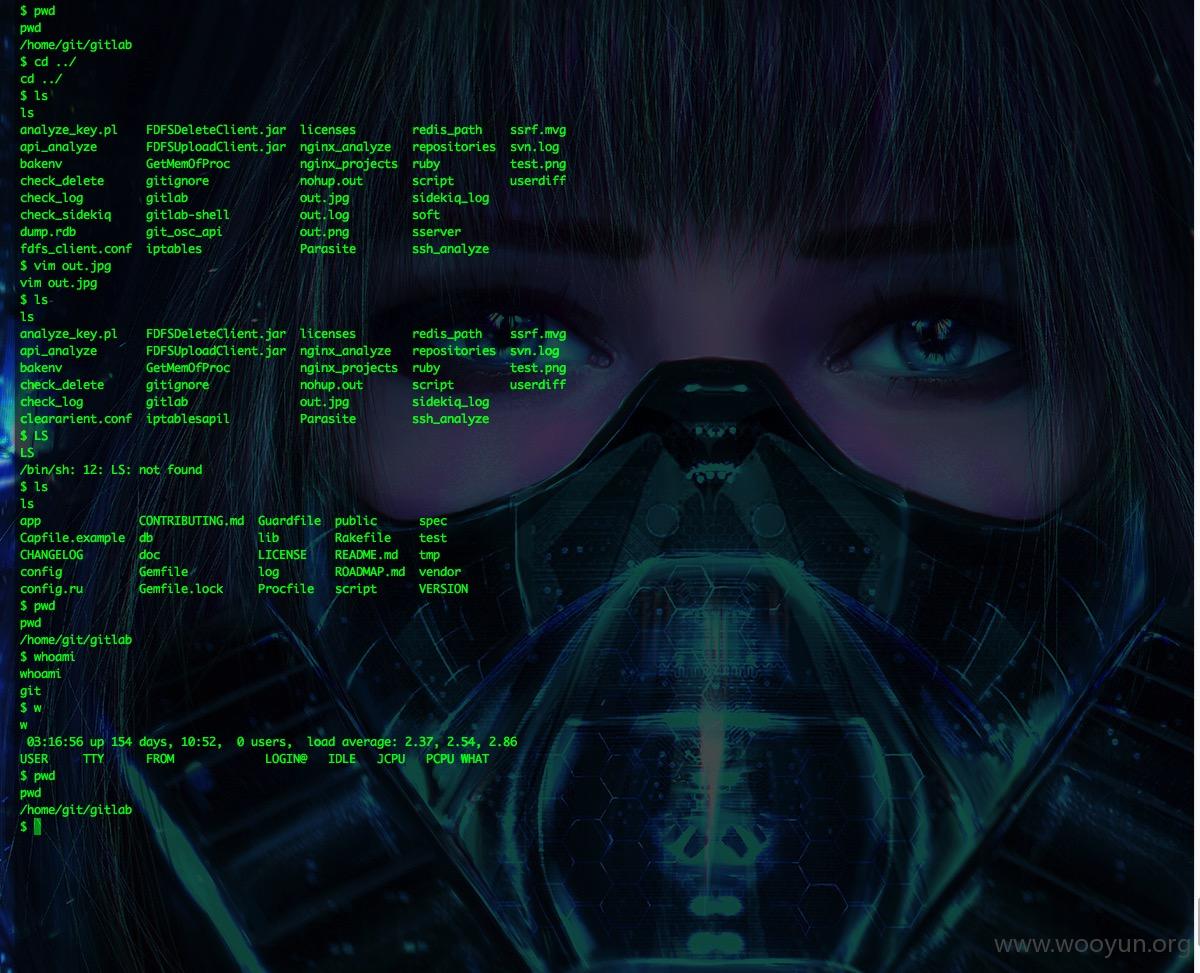 $ pwd
pwd
/home/git/gitlab
$ cd ../
cd ../
$ ls
ls
analyze_key.pl    FDFSDeleteClient.jar  licenses        redis_path    ssrf.mvg
api_analyze       FDFSUploadClient.jar  nginx_analyze   repositories  svn.log
bakenv            GetMemOfProc          nginx_projects  ruby          test.png
check_delete      gitignore             nohup.out       script        userdiff
check_log         gitlab                out.jpg         sidekiq_log
check_sidekiq     gitlab-shell          out.log         soft
dump.rdb          git_osc_api           out.png         sserver
fdfs_client.conf  iptables              Parasite        ssh_analyze
$ vim out.jpg
vim out.jpg
$ ls
ls
analyze_key.pl    FDFSDeleteClient.jar  licenses        redis_path    ssrf.mvg
api_analyze       FDFSUploadClient.jar  nginx_analyze   repositories  svn.log
bakenv            GetMemOfProc          nginx_projects  ruby          test.png
check_delete      gitignore             nohup.out       script        userdiff
check_log         gitlab                out.jpg         sidekiq_log
cleararient.conf  iptablesapil          Parasite        ssh_analyze
$ LS
LS
/bin/sh: 12: LS: not found
$ ls
ls
app              CONTRIBUTING.md  Guardfile  public      spec
Capfile.example  db               lib        Rakefile    test
CHANGELOG        doc              LICENSE    README.md   tmp
config           Gemfile          log        ROADMAP.md  vendor
config.ru        Gemfile.lock     Procfile   script      VERSION
$ pwd
pwd
/home/git/gitlab
$ whoami
whoami
git
$ w
w
 03:16:56 up 154 days, 10:52,  0 users,  load average: 2.37, 2.54, 2.86
USER     TTY      FROM             LOGIN@   IDLE   JCPU   PCPU WHAT
$ pwd
pwd
/home/git/gitlab
$
www.wooyun.org